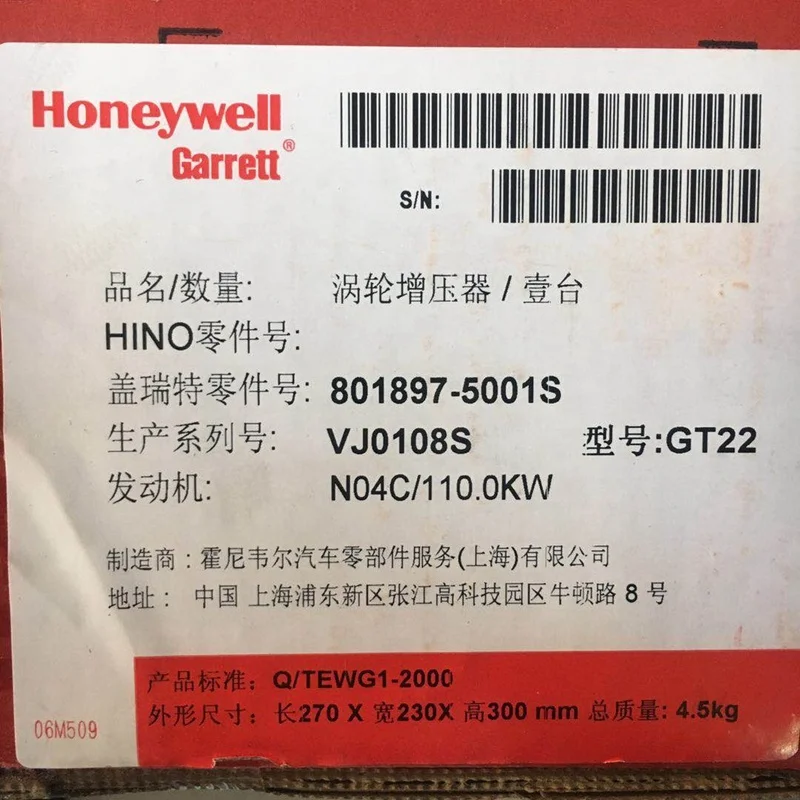 Honeywell
Garrett®
S/N:
品名/数量: 涡轮增压器 / 壹台
HINO零件号:
盖瑞特零件号: 801897-5001S
生产系列号: VJ0108S 型号:GT22
发动机: N04C/110.0KW
制造商：霍尼韦尔汽车零部件服务(上海)有限公司
地址： 中国 上海浦东新区张江高科技园区牛顿路 8 号
产品标准：Q/TEWG1-2000
外形尺寸：长270 X 宽230X 高300 mm 总质量: 4.5kg
06M509